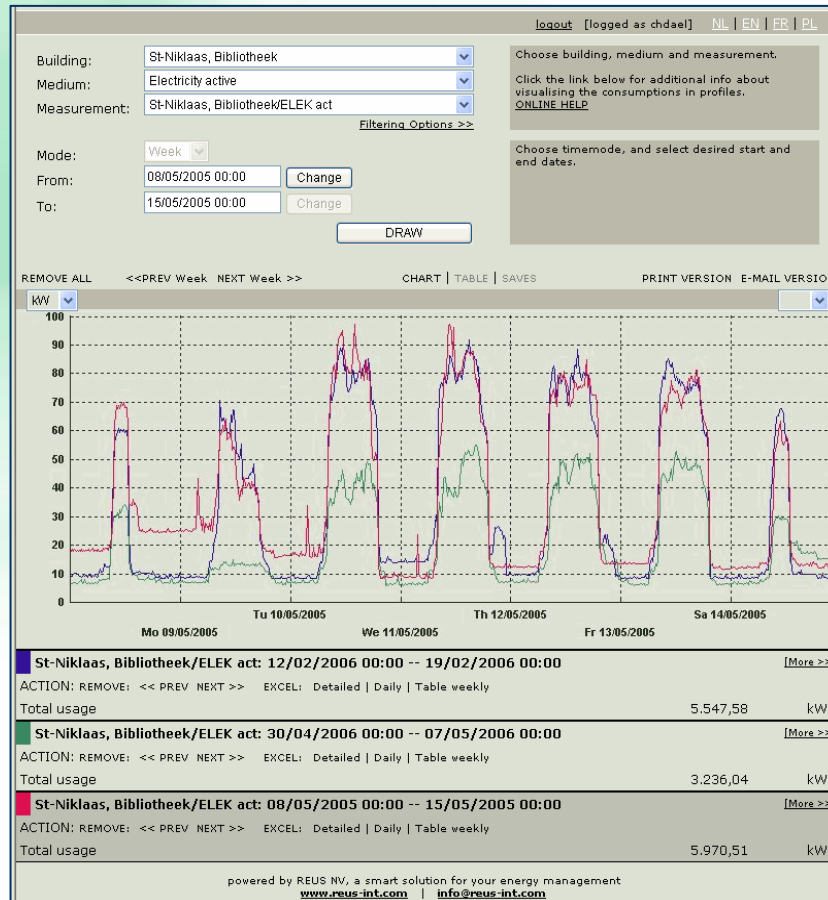 logout [logged as chdael] NL | EN | FR | PL
Building: St-Niklaas, Bibliotheek
Medium: Electricity active
Measurement: St-Niklaas, Bibliotheek/ELEK act
Filtering Options >>
Choose building, medium and measurement.
Click the link below for additional info about
visualising the consumptions in profiles.
ONLINE HELP
Mode: Week
From: 08/05/2005 00:00 Change
To: 15/05/2005 00:00 Change
DRAW
Choose timemode, and select desired start and
end dates.
REMOVE ALL <<PREV Week NEXT Week >> CHART | TABLE | SAVES PRINT VERSION E-MAIL VERSIO
kW
100
90
80
70
60
50
40
30
20
10
0
Tu 10/05/2005 Th 12/05/2005 Sa 14/05/2005
Mo 09/05/2005 We 11/05/2005 Fr 13/05/2005
St-Niklaas, Bibliotheek/ELEK act: 12/02/2006 00:00 -- 19/02/2006 00:00 [More >>
ACTION: REMOVE: << PREV NEXT >> EXCEL: Detailed | Daily | Table weekly
Total usage 5.547,58 kW
St-Niklaas, Bibliotheek/ELEK act: 30/04/2006 00:00 -- 07/05/2006 00:00 [More >>
ACTION: REMOVE: << PREV NEXT >> EXCEL: Detailed | Daily | Table weekly
Total usage 3.236,04 kW
St-Niklaas, Bibliotheek/ELEK act: 08/05/2005 00:00 -- 15/05/2005 00:00 [More >>
ACTION: REMOVE: << PREV NEXT >> EXCEL: Detailed | Daily | Table weekly
Total usage 5.970,51 kW
powered by REUS NV, a smart solution for your energy management
www.reus-int.com | info@reus-int.com